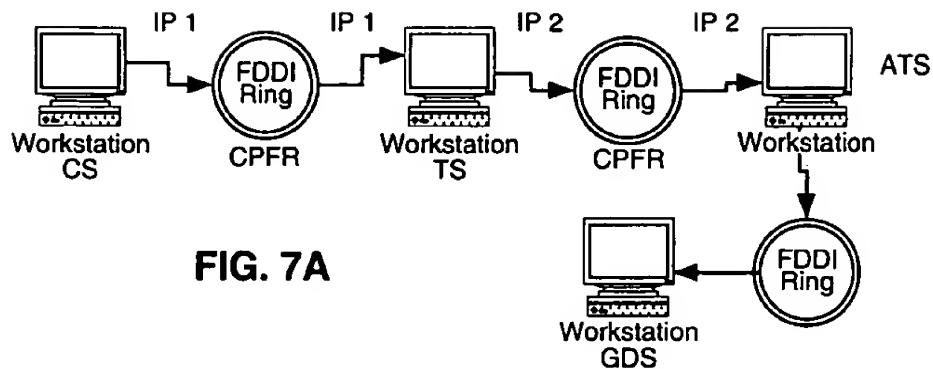 IP 1
IP 1
IP 2
IP 2
ATS
FDDI
Ring
FDDI
Ring
Workstation
CS
CPFR
Workstation
TS
CPFR
Workstation
FIG. 7A
FDDI
Ring
Workstation
GDS